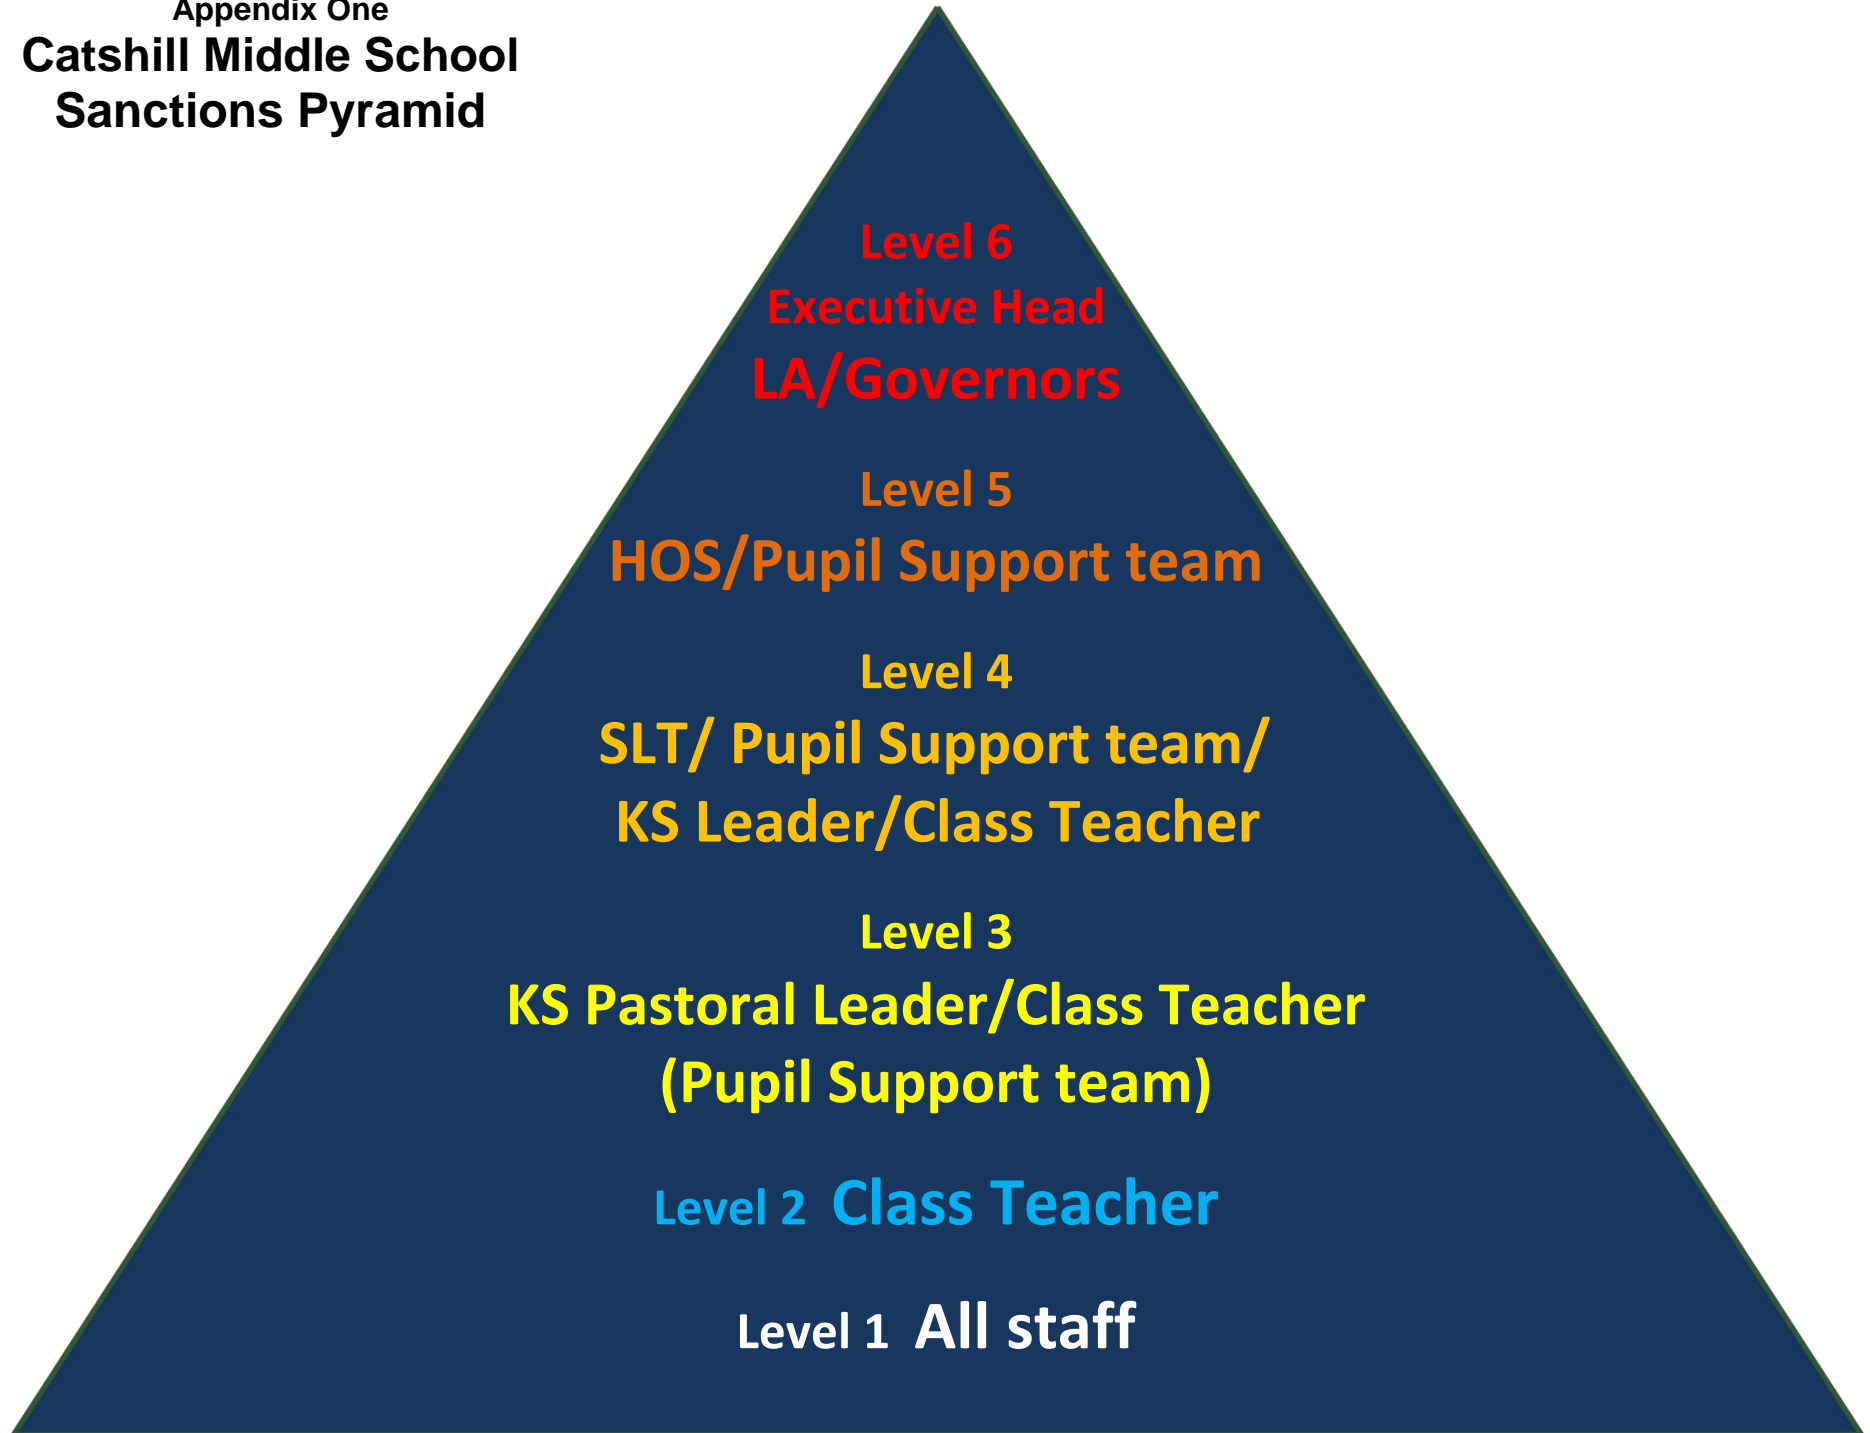 Appendix One
Catshill Middle School
Sanctions Pyramid
Level 6
Executive Head
LA/Governors
Level 5
HOS/Pupil Support team
Level 4
SLT/ Pupil Support team/
KS Leader/Class Teacher
Level 3
KS Pastoral Leader/Class Teacher
(Pupil Support team)
Level 2 Class Teacher
Level 1 All staff